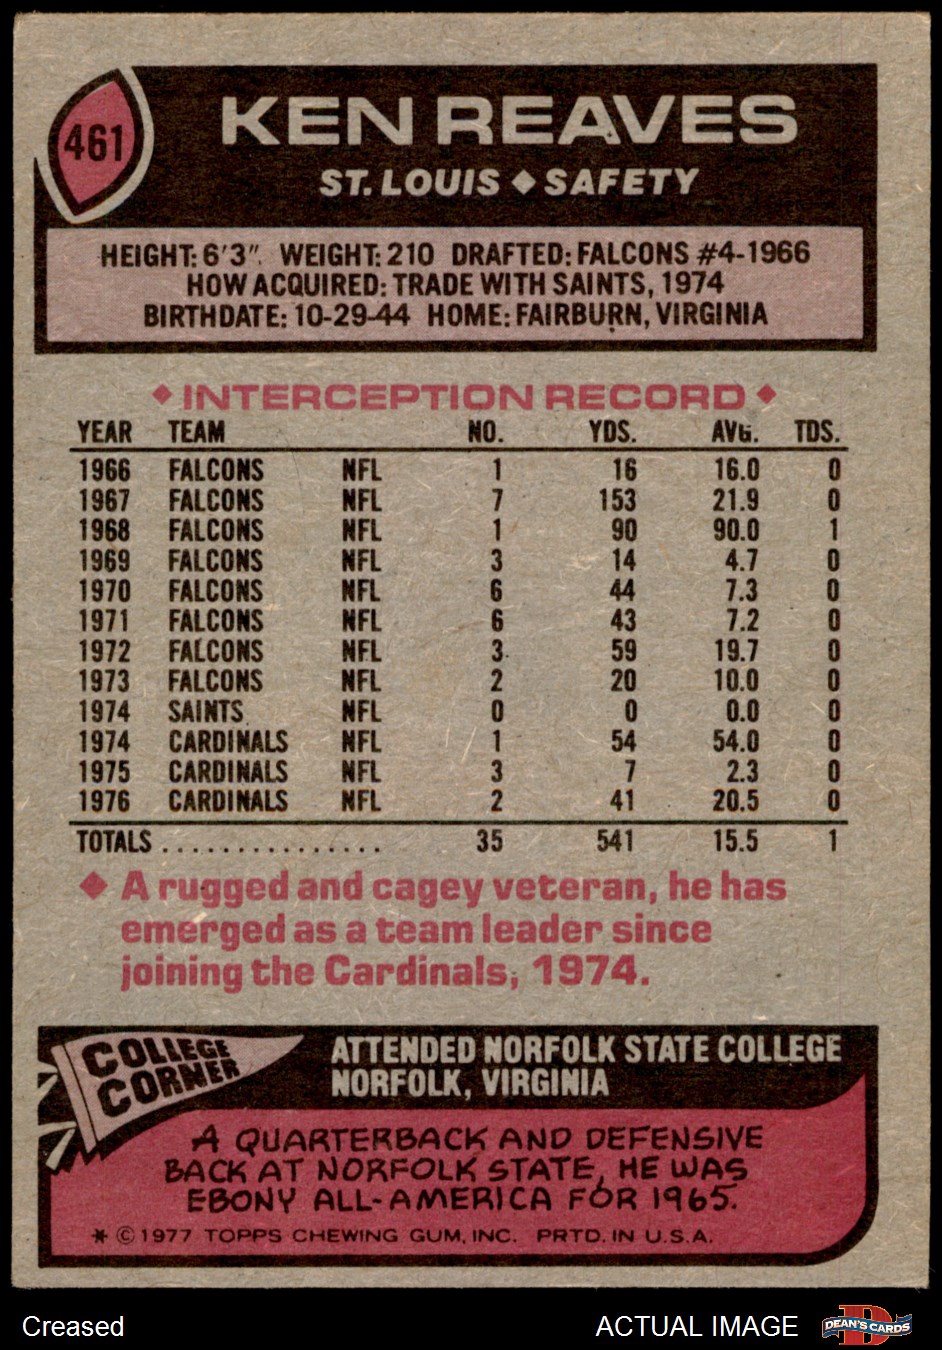 461
KEN REAVES
ST. LOUIS ◆ SAFETY
HEIGHT: 6'3" WEIGHT: 210 DRAFTED: FALCONS #4-1966
HOW ACQUIRED: TRADE WITH SAINTS, 1974
BIRTHDATE: 10-29-44 HOME: FAIRBURN, VIRGINIA
◆ INTERCEPTION RECORD ◆
YEAR TEAM NO. YDS. AVG. TDS.
1966 FALCONS NFL 1 16 16.0 0
1967 FALCONS NFL 7 153 21.9 0
1968 FALCONS NFL 1 90 90.0 1
1969 FALCONS NFL 3 14 4.7 0
1970 FALCONS NFL 6 44 7.3 0
1971 FALCONS NFL 6 43 7.2 0
1972 FALCONS NFL 3 59 19.7 0
1973 FALCONS NFL 2 20 10.0 0
1974 SAINTS NFL 0 0 0.0 0
1974 CARDINALS NFL 1 54 54.0 0
1975 CARDINALS NFL 3 7 2.3 0
1976 CARDINALS NFL 2 41 20.5 0
TOTALS ............... 35 541 15.5 1
◆ A rugged and cagey veteran, he has
emerged as a team leader since
joining the Cardinals, 1974.
COLLEGE
CORNER
ATTENDED NORFOLK STATE COLLEGE
NORFOLK, VIRGINIA
A QUARTERBACK AND DEFENSIVE
BACK AT NORFOLK STATE, HE WAS
EBONY ALL-AMERICA FOR 1965.
* © 1977 TOPPS CHEWING GUM, INC. PRTD. IN U.S.A.
Creased
ACTUAL IMAGE
D
DEAN'S CARDS